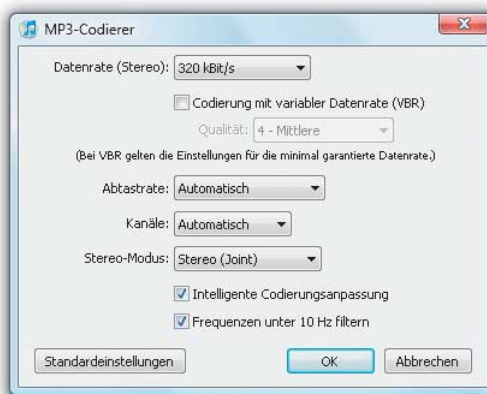 MP3-Codierer
Datenrate (Stereo): 320 kBit/s
Codierung mit variabler Datenrate (VBR)
Qualität: 4 - Mittlere
(Bei VBR gelten die Einstellungen für die minimal garantierte Datenrate.)
Abtastrate: Automatisch
Kanäle: Automatisch
Stereo-Modus: Stereo (Joint)
Intelligente Codierungsanpassung
Frequenzen unter 10 Hz filtern
Standardeinstellungen OK Abbrechen